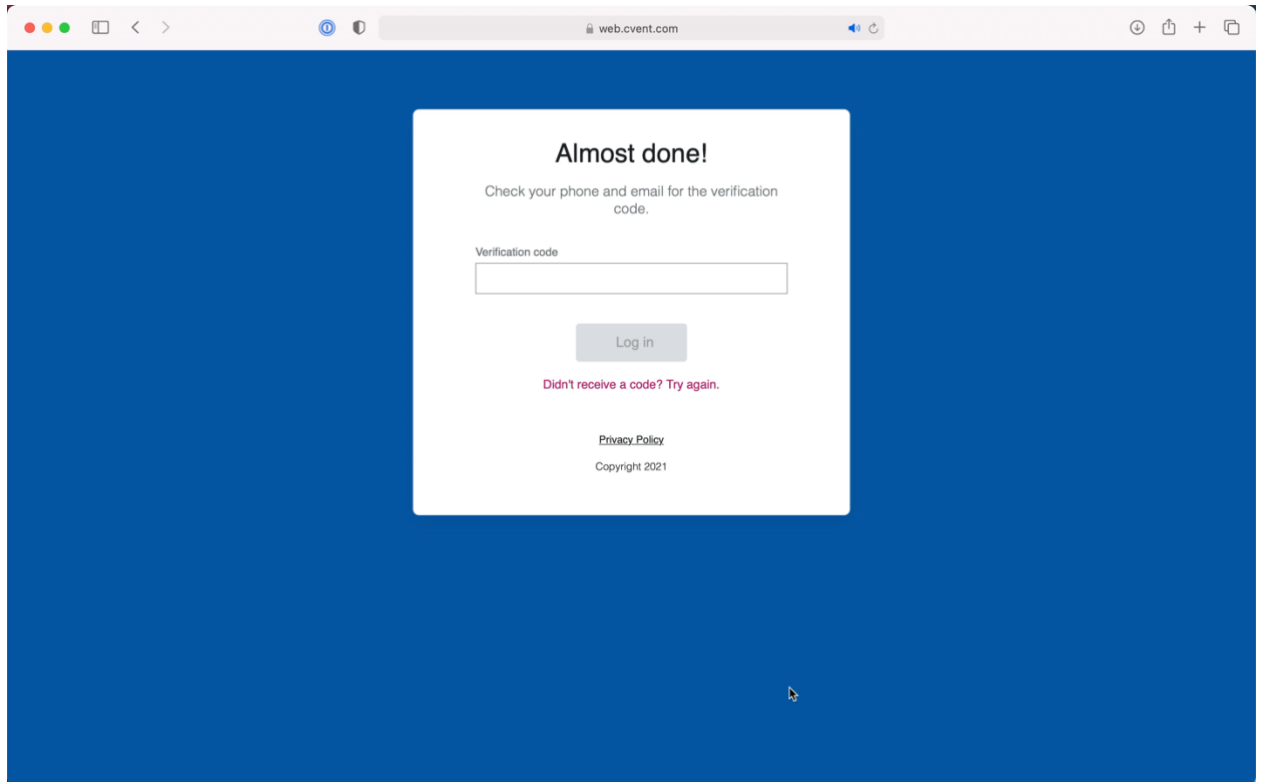 web.cvent.com
Almost done!
Check your phone and email for the verification
code.
Verification code
Log in
Didn't receive a code? Try again.
Privacy Policy
Copyright 2021